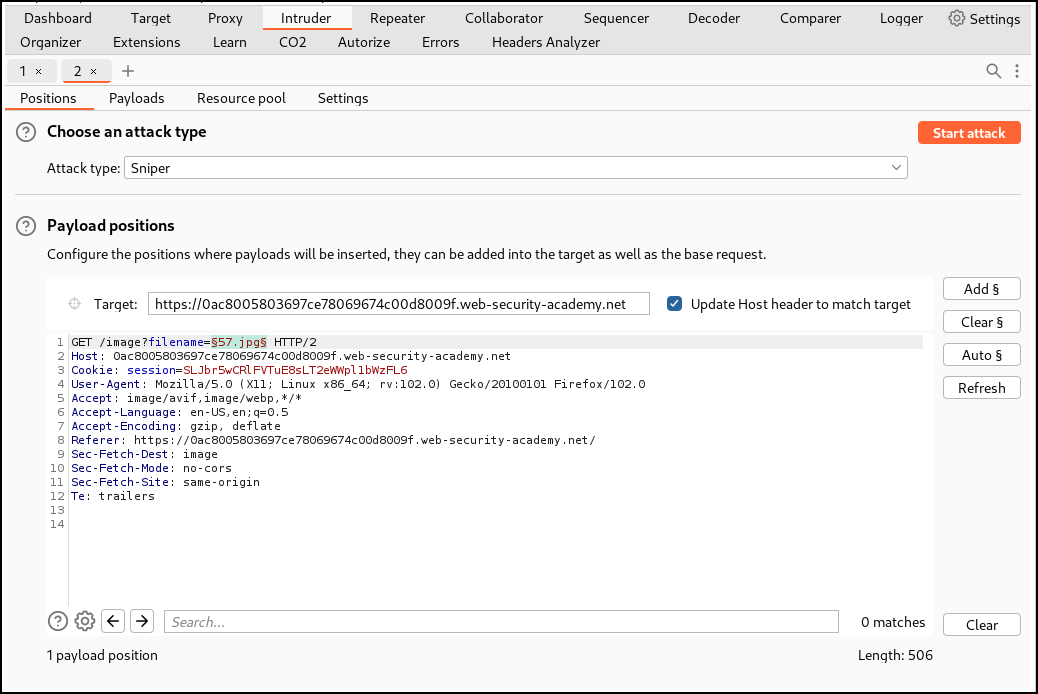 Dashboard Target Proxy Intruder Repeater Collaborator Sequencer Decoder Comparer Logger Settings
Organizer Extensions Learn CO2 Autorize Errors Headers Analyzer
1 × 2 × +
Positions Payloads Resource pool Settings
? Choose an attack type Start attack
Attack type: Sniper
? Payload positions
Configure the positions where payloads will be inserted, they can be added into the target as well as the base request.
Target: https://0ac8005803697ce78069674c00d8009f.web-security-academy.net Update Host header to match target
Add §
Clear §
Auto §
Refresh
1 GET /image?filename=§57.jpg§ HTTP/2
2 Host: 0ac8005803697ce78069674c00d8009f.web-security-academy.net
3 Cookie: session=SLJbr5wCRlFVTuE8sLT2eWWpl1bWzFL6
4 User-Agent: Mozilla/5.0 (X11; Linux x86_64; rv:102.0) Gecko/20100101 Firefox/102.0
5 Accept: image/avif,image/webp,*/*
6 Accept-Language: en-US,en;q=0.5
7 Accept-Encoding: gzip, deflate
8 Referer: https://0ac8005803697ce78069674c00d8009f.web-security-academy.net/
9 Sec-Fetch-Dest: image
10 Sec-Fetch-Mode: no-cors
11 Sec-Fetch-Site: same-origin
12 Te: trailers
13
14
? Search... 0 matches Clear
1 payload position Length: 506